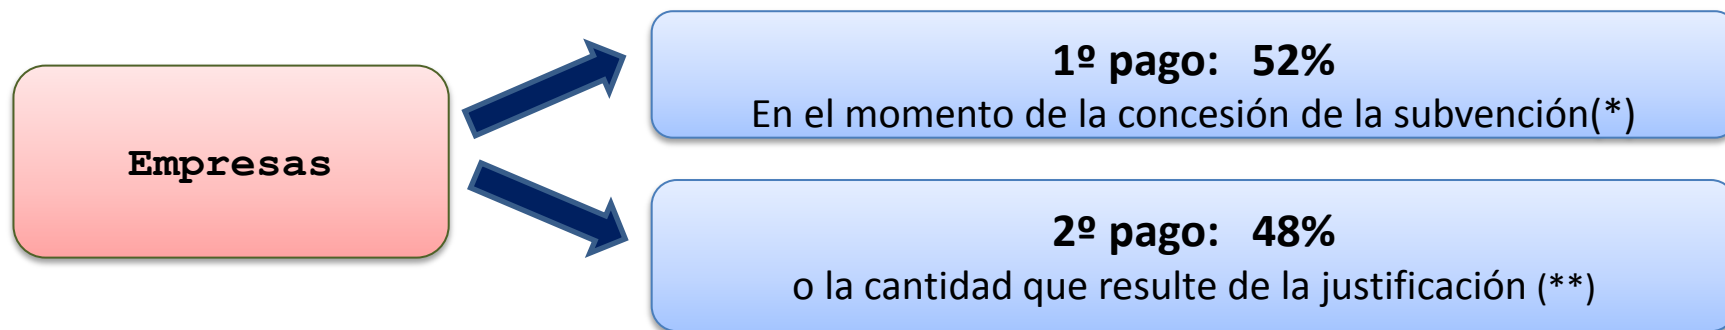 Empresas
1º pago: 52%
En el momento de la concesión de la subvención(*)
2º pago: 48%
o la cantidad que resulte de la justificación (**)